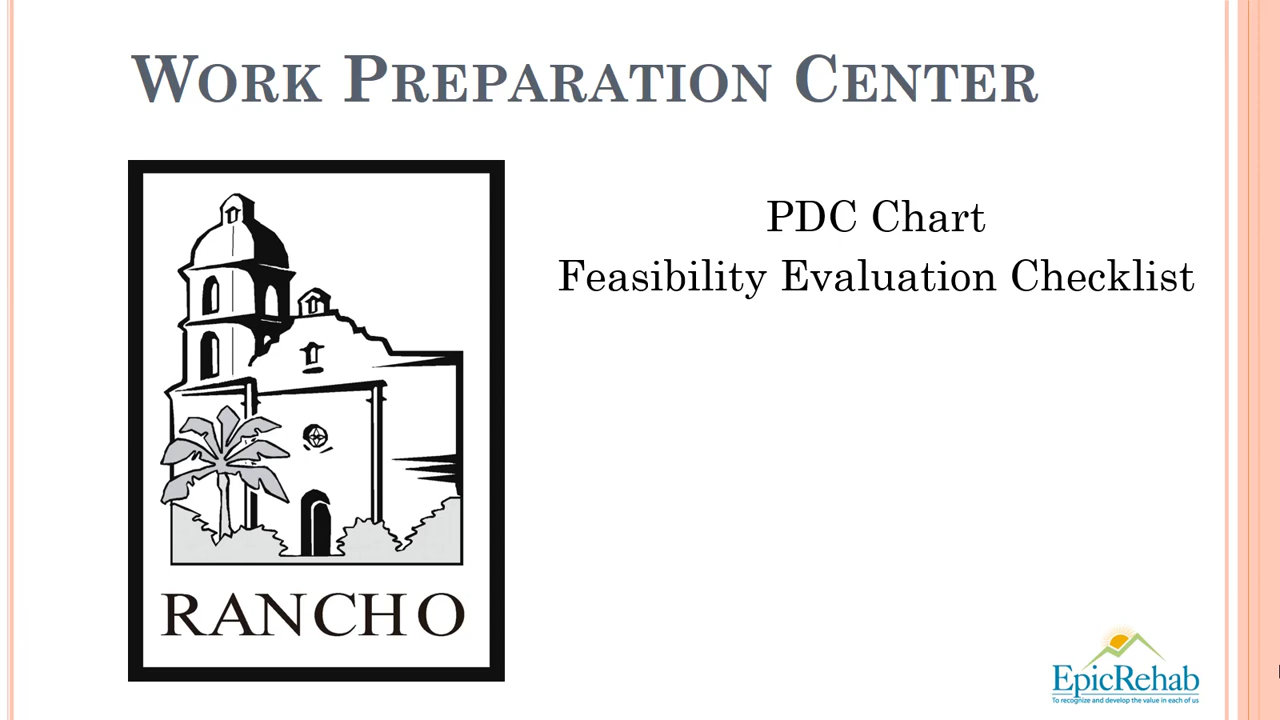 WORK PREPARATION CENTER
PDC Chart
Feasibility Evaluation Checklist
RANCHO
EpicRehab
To recognize and develop the value in each of us